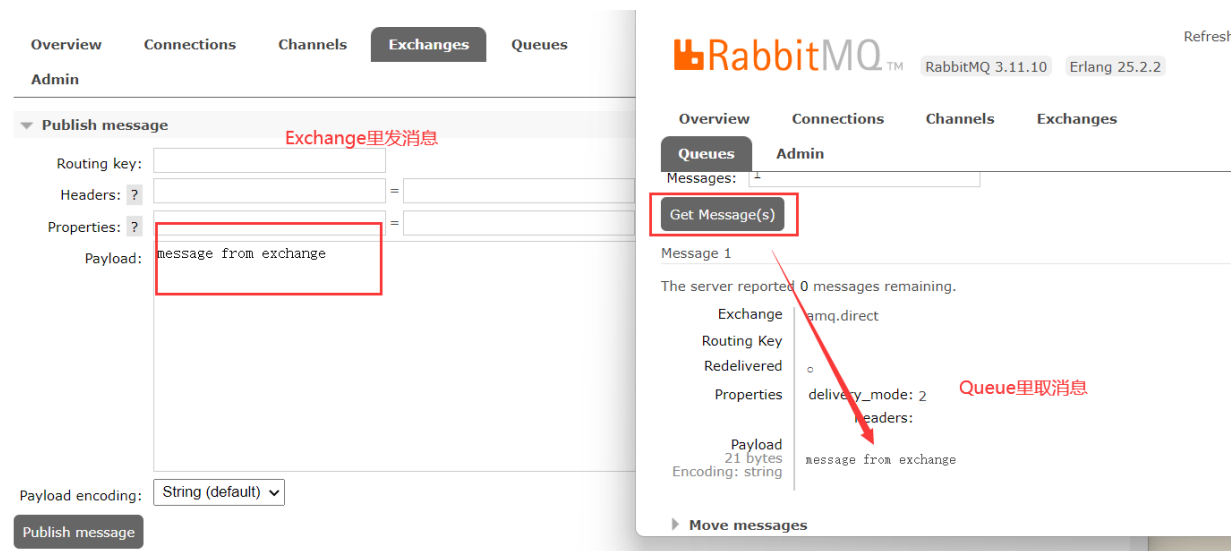 Overview Connections Channels Exchanges Queues
Admin
Publish message
Exchange里发消息
Routing key:
Headers: ? =
Properties: ? =
Payload: message from exchange
Payload encoding: String (default)
Publish message
Refresh
RabbitMQ TM RabbitMQ 3.11.10 Erlang 25.2.2
Overview Connections Channels Exchanges
Queues Admin
Messages: 1
Get Message(s)
Message 1
The server reported 0 messages remaining.
Exchange amq.direct
Routing Key
Redelivered ○
Properties delivery_mode: 2
headers:
Queue里取消息
Payload
21 bytes
Encoding: string
message from exchange
Move messages